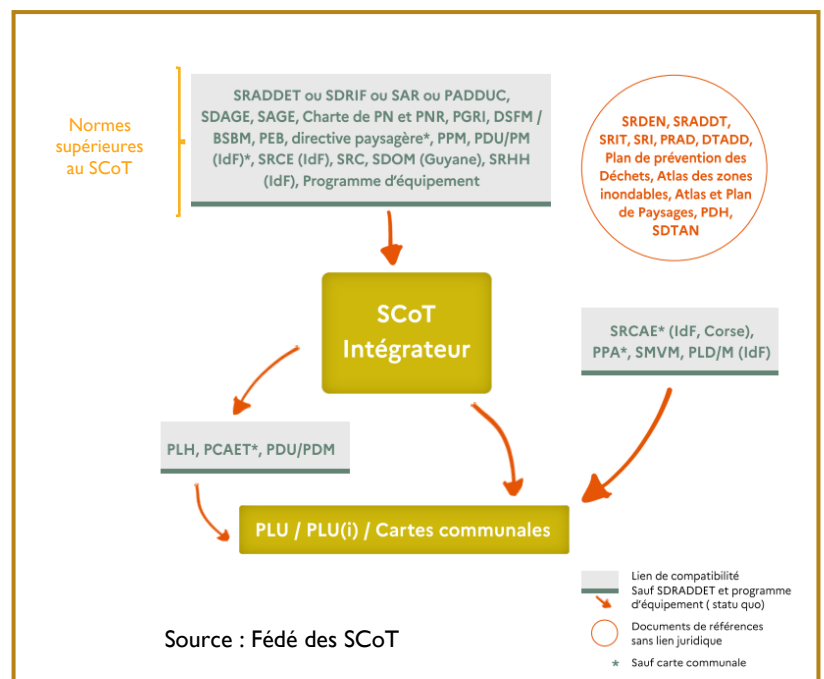 Normes
supérieures
au SCoT
SRADDET ou SDRIF ou SAR ou PADDUC,
SDAGE, SAGE, Charte de PN et PNR, PGRI, DSFM /
BSBM, PEB, directive paysagère*, PPM, PDU/PM
(IdF)*, SRCE (IdF), SRC, SDOM (Guyane), SRHH
(IdF), Programme d’équipement
SRDEN, SRADDT,
SRIT, SRI, PRAD, DTADD,
Plan de prévention des
Déchets, Atlas des zones
inondables, Atlas et Plan
de Paysages, PDH,
SDTAN
SCoT
Intégrateur
SRCAE* (IdF, Corse),
PPA*, SMVM, PLD/M (IdF)
PLH, PCAET*, PDU/PDM
PLU / PLU(i) / Cartes communales
Lien de compatibilité
Sauf SDRADDET et programme
d’équipement ( statu quo)
Documents de références
sans lien juridique
* Sauf carte communale
Source : Fédé des SCoT